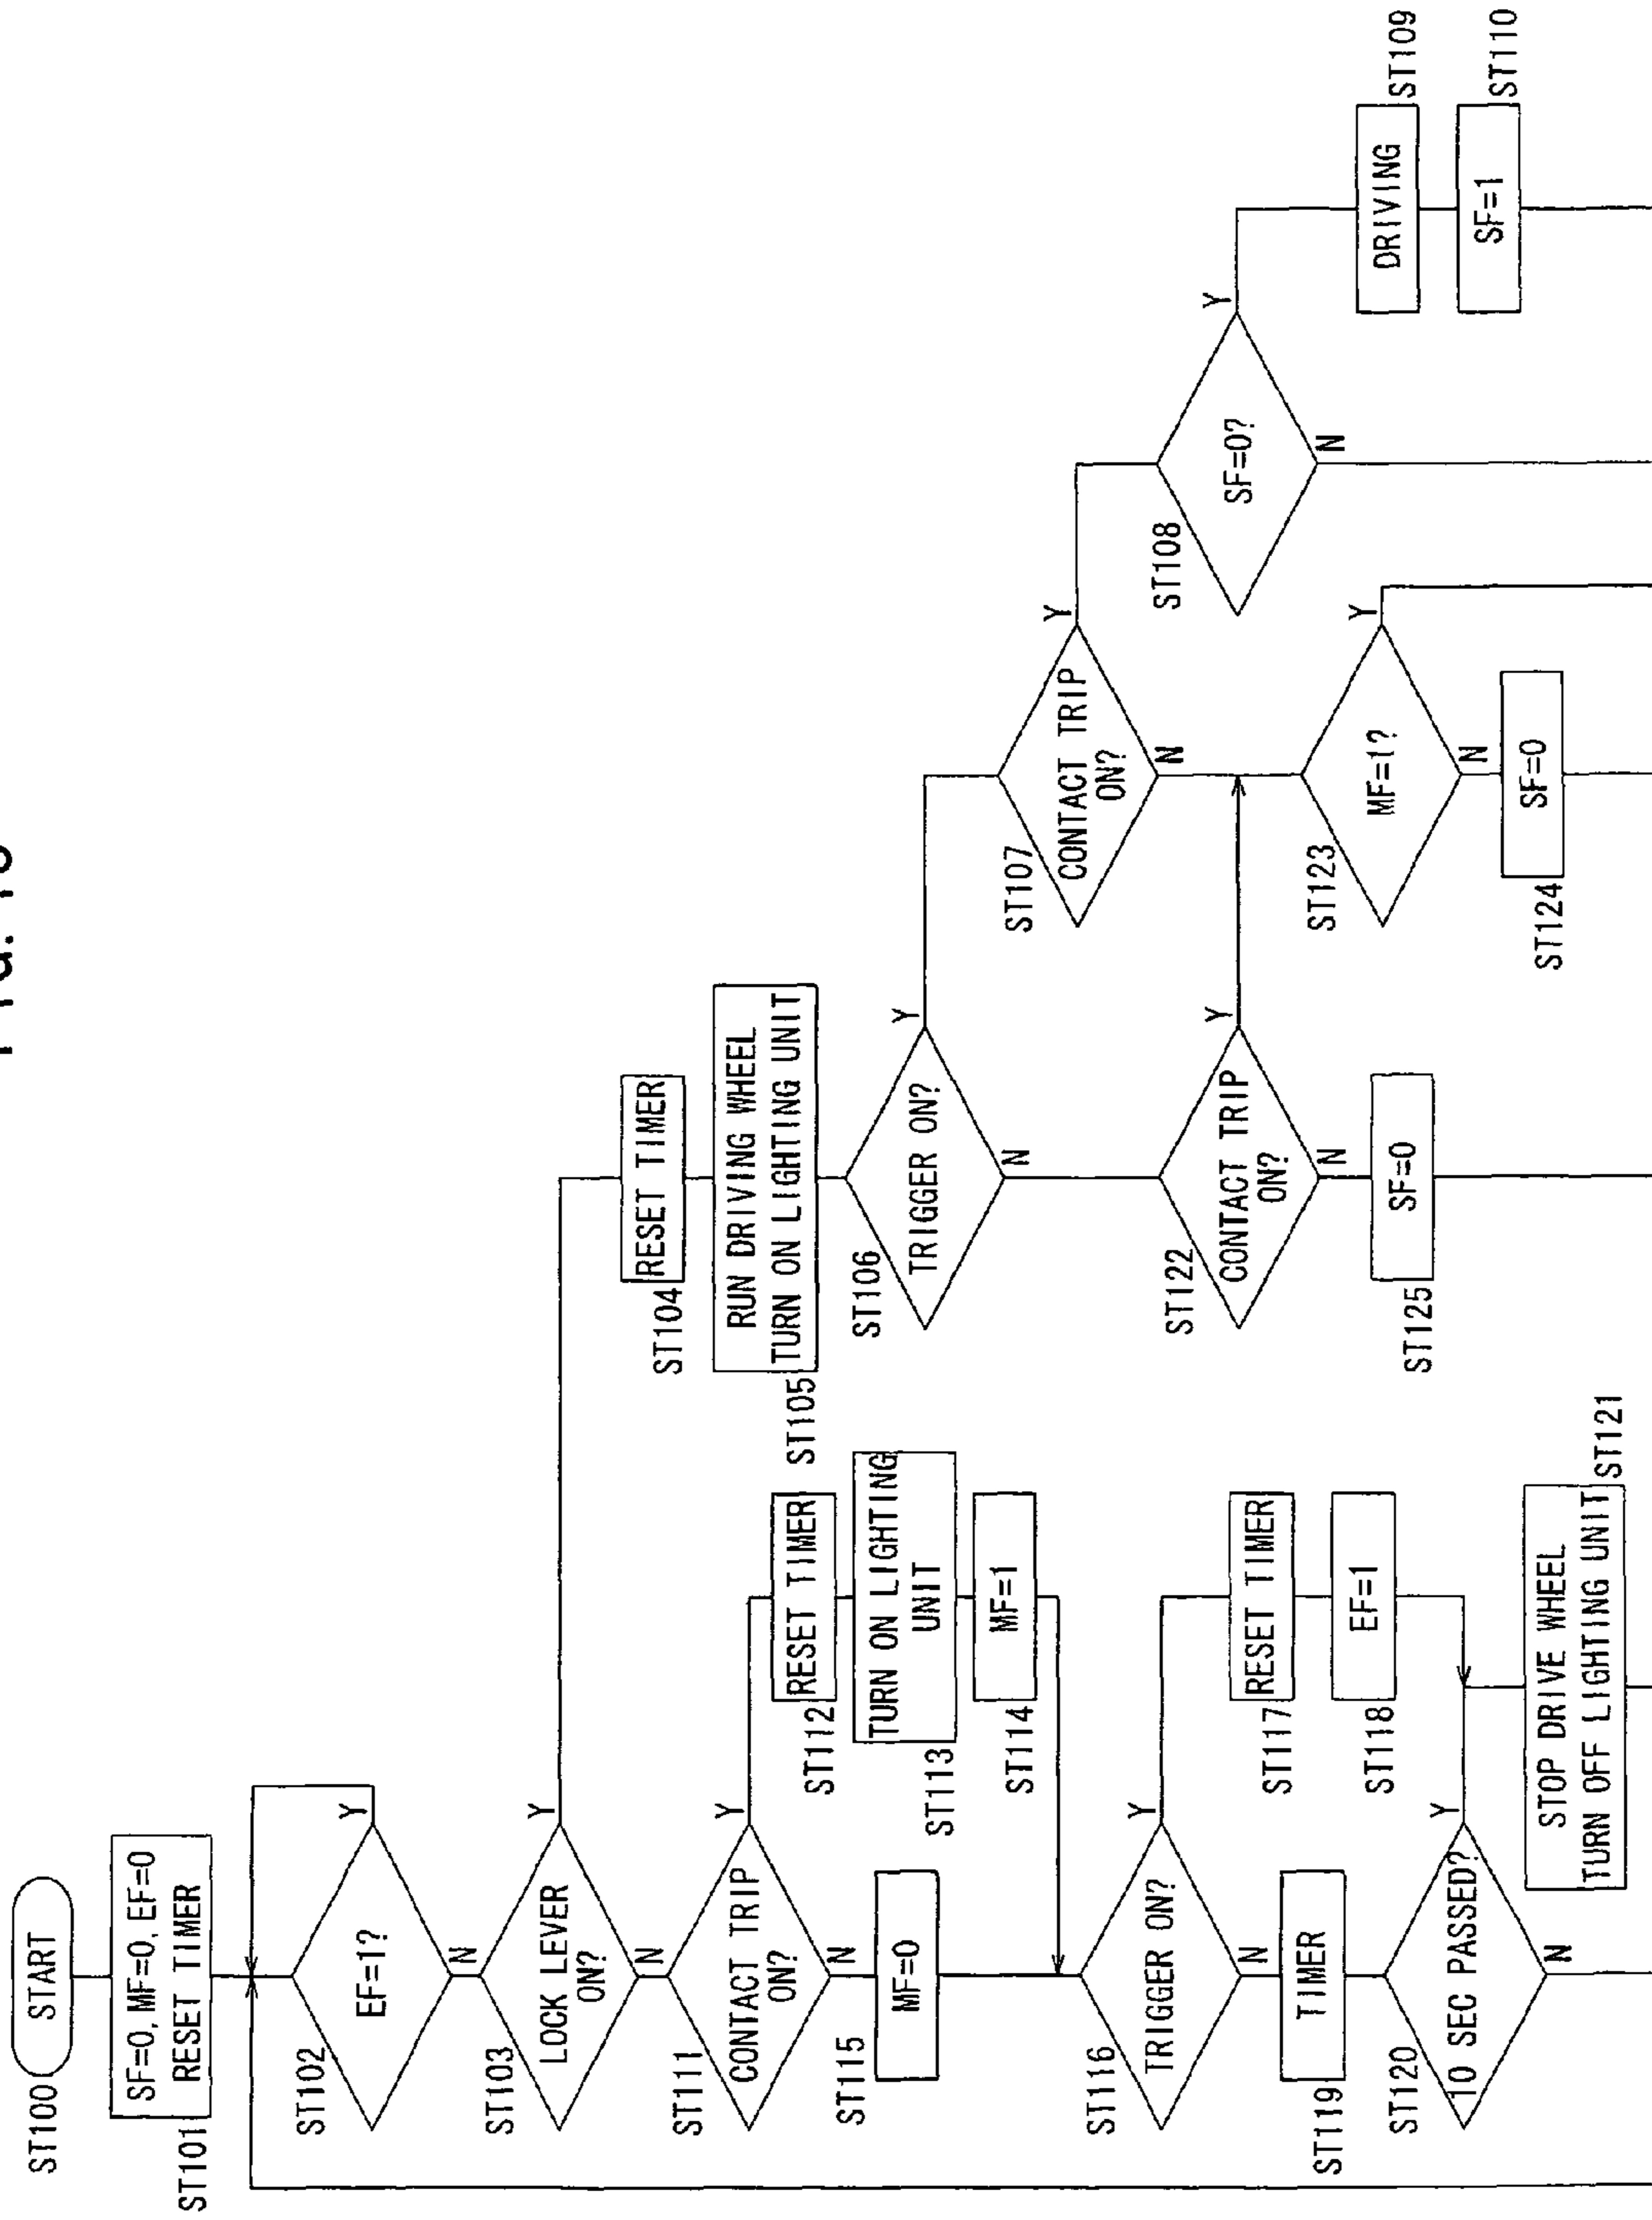 ST100
START
ST101
SF=0, MF=0, EF=0
RESET TIMER
ST102
EF=1?
Y
N
ST103
LOCK LEVER
ON?
Y
N
ST104
RESET TIMER
ST105
RUN DRIVING WHEEL
TURN ON LIGHTING UNIT
ST106
TRIGGER ON?
Y
N
ST107
CONTACT TRIP
ON?
Y
N
ST108
SF=0?
Y
N
DRIVING
ST109
SF=1
ST110
ST111
CONTACT TRIP
ON?
Y
N
ST112
RESET TIMER
ST113
TURN ON LIGHTING
UNIT
ST114
MF=1
ST115
MF=0
ST116
TRIGGER ON?
Y
N
ST117
RESET TIMER
ST118
EF=1
ST119
TIMER
ST120
10 SEC PASSED?
Y
N
STOP DRIVE WHEEL
TURN OFF LIGHTING UNIT
ST121
ST122
CONTACT TRIP
ON?
Y
N
ST123
MF=1?
Y
N
ST124
SF=0
ST125
SF=0